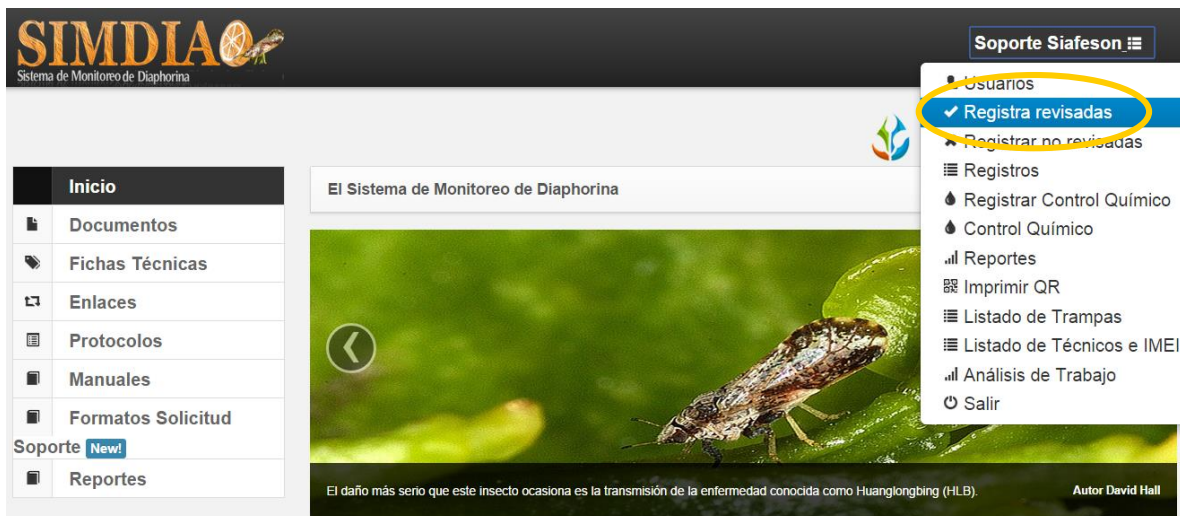 SIMDIA
Sistema de Monitoreo de Diaphorina
Soporte Siafeson
Usuarios
Registra revisadas
Registrar no revisadas
Registros
Registrar Control Químico
Control Químico
Reportes
Imprimir QR
Listado de Trampas
Listado de Técnicos e IMEI
Análisis de Trabajo
Salir
Inicio
Documentos
Fichas Técnicas
Enlaces
Protocolos
Manuales
Formatos Solicitud
Soporte New!
Reportes
El Sistema de Monitoreo de Diaphorina
El daño más serio que este insecto ocasiona es la transmisión de la enfermedad conocida como Huanglongbing (HLB). Autor David Hall